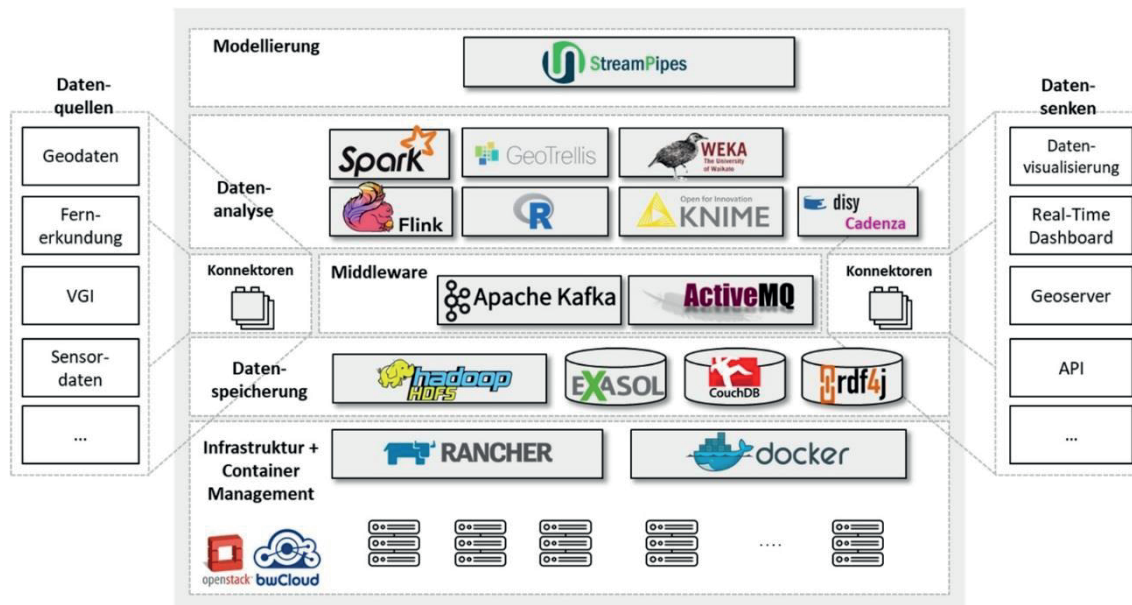 Modellierung
StreamPipes
Daten-
quellen
Geodaten
Fern-
erkundung
VGI
Sensor-
daten
...
Daten-
analyse
Spark
GeoTrellis
WEKA
The University
of Waikato
Flink
R
Open for Innovation
KNIME
disy
Cadenza
Konnektoren
Middleware
Apache Kafka
ActiveMQ
Konnektoren
Daten-
speicherung
hadoop
HDFS
EXASOL
CouchDB
rdf4j
Infrastruktur +
Container
Management
RANCHER
docker
openstack
bwCloud
....
Daten-
senken
Daten-
visualisierung
Real-Time
Dashboard
Geoserver
API
...